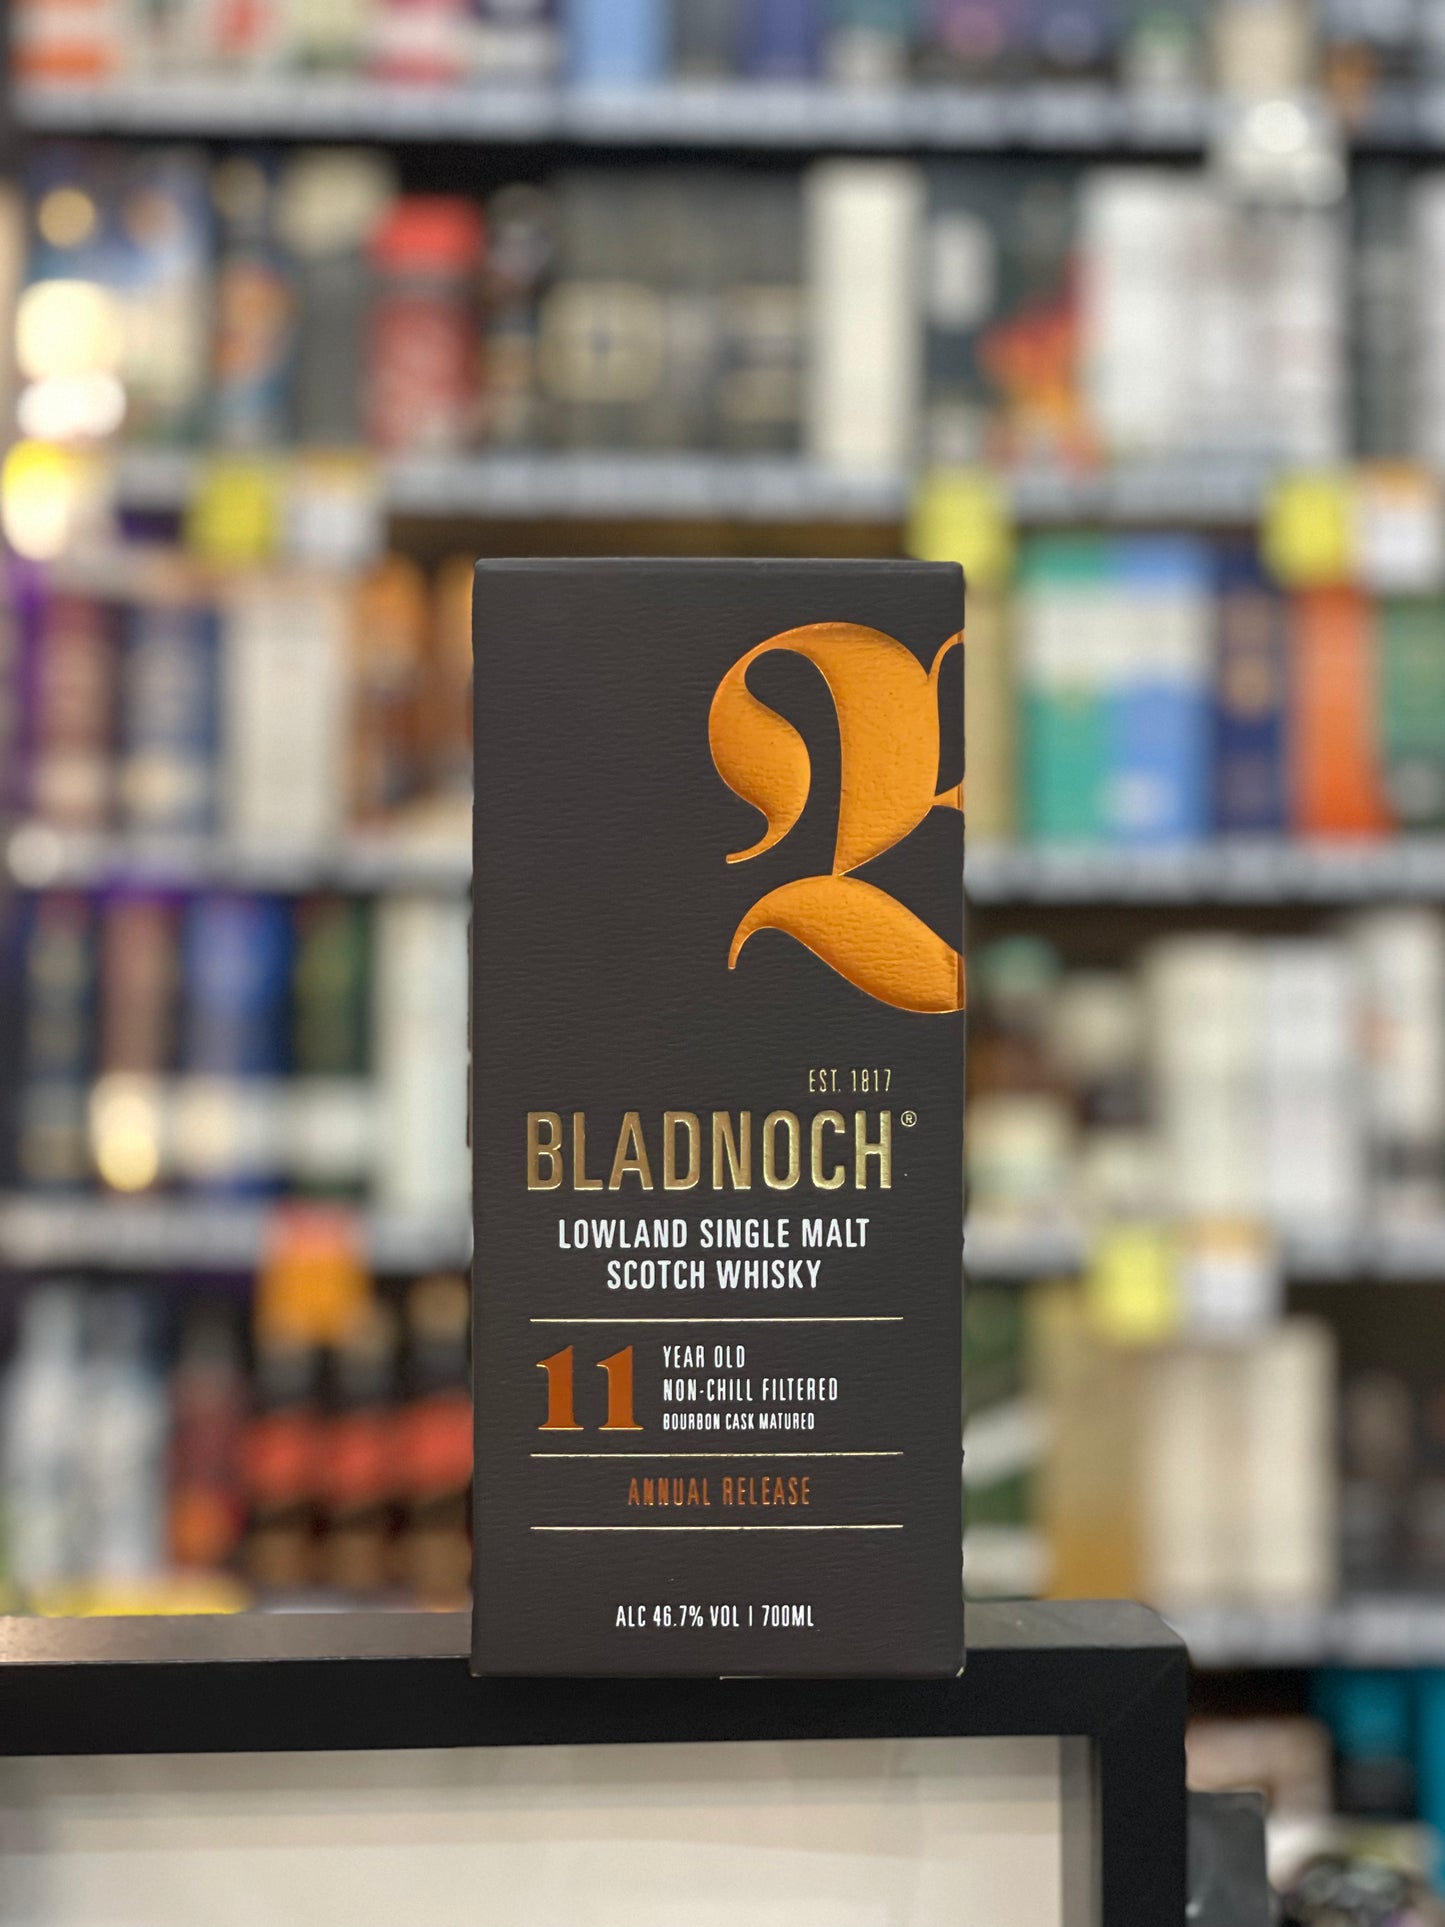 EST. 1817
BLADNOCH®
LOWLAND SINGLE MALT
SCOTCH WHISKY
11
YEAR OLD
NON-CHILL FILTERED
BOURBON CASK MATURED
ANNUAL RELEASE
ALC 46.7% VOL | 700ML